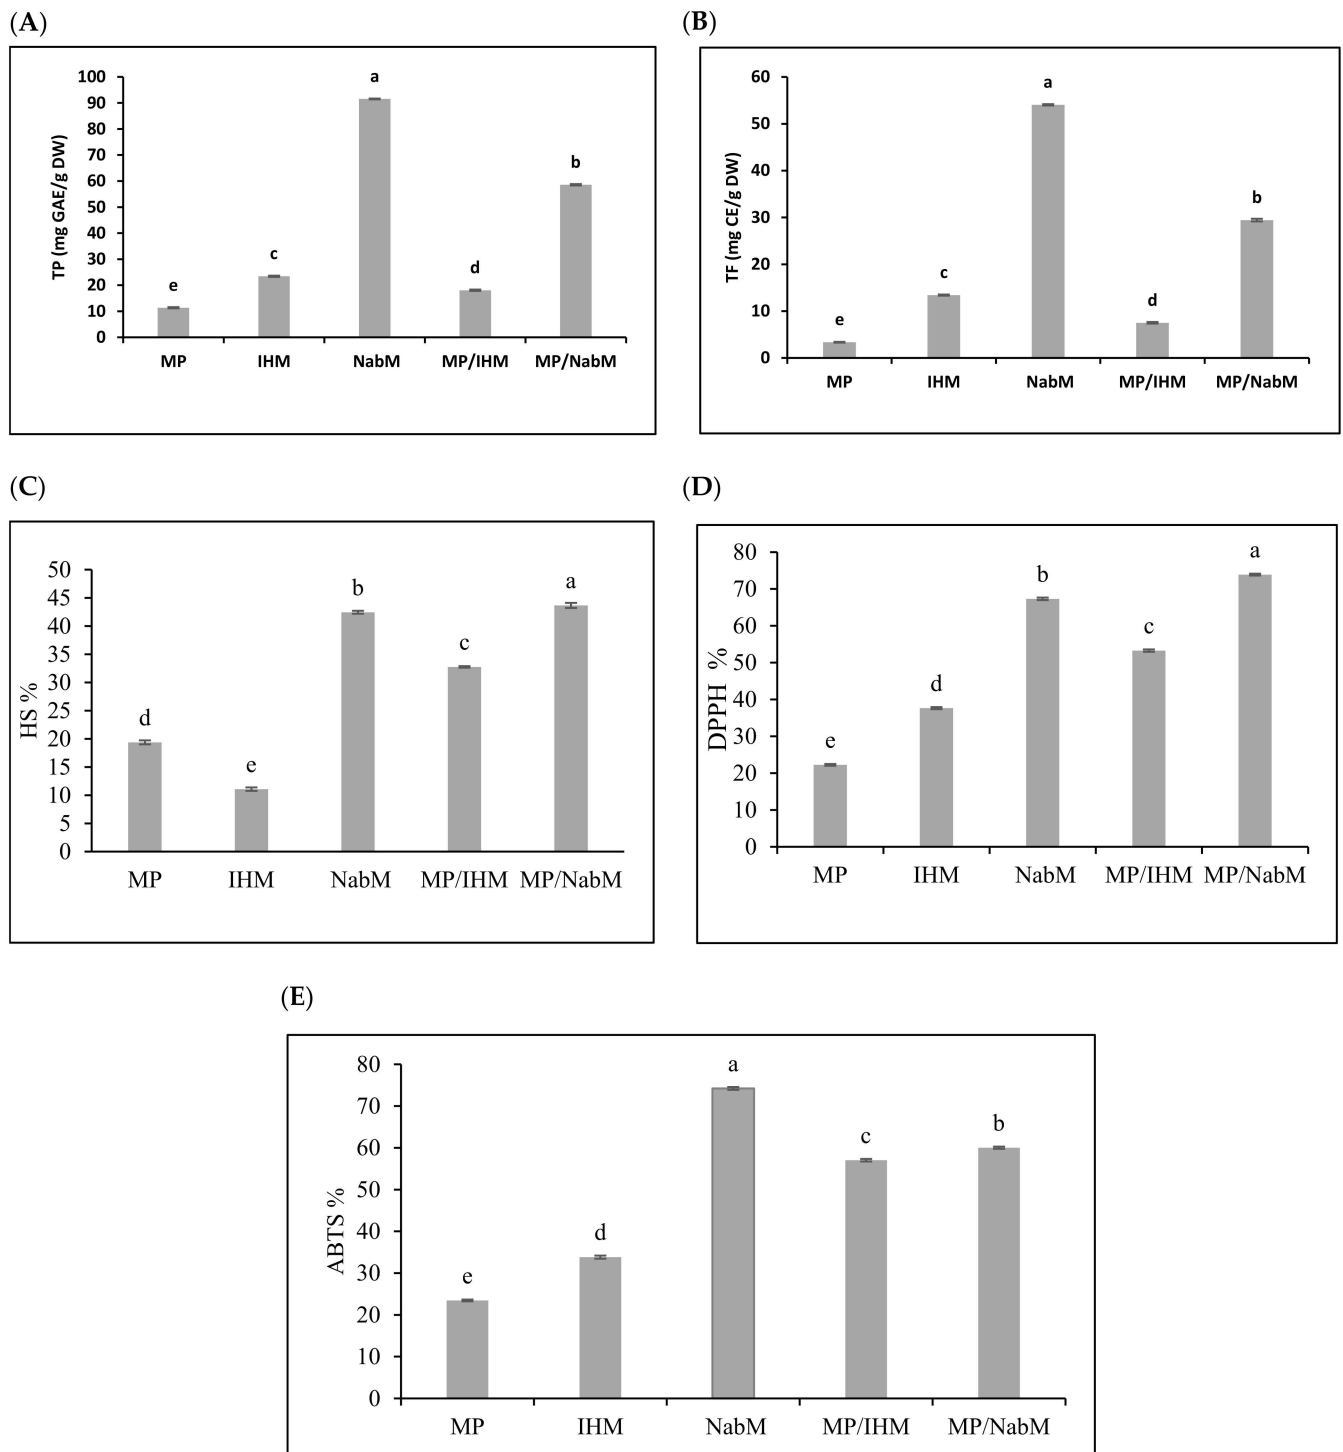 (A)
TP (mg GAE/g DW)
100
90
80
70
60
50
40
30
20
10
0
e
c
a
d
b
MP IHM NabM MP/IHM MP/NabM
(B)
TF (mg CE/g DW)
60
50
40
30
20
10
0
e
c
a
d
b
MP IHM NabM MP/IHM MP/NabM
(C)
HS %
50
45
40
35
30
25
20
15
10
5
0
d
e
b
c
a
MP IHM NabM MP/IHM MP/NabM
(D)
DPPH %
80
70
60
50
40
30
20
10
0
e
d
b
c
a
MP IHM NabM MP/IHM MP/NabM
(E)
ABTS %
80
70
60
50
40
30
20
10
0
e
d
a
c
b
MP IHM NabM MP/IHM MP/NabM